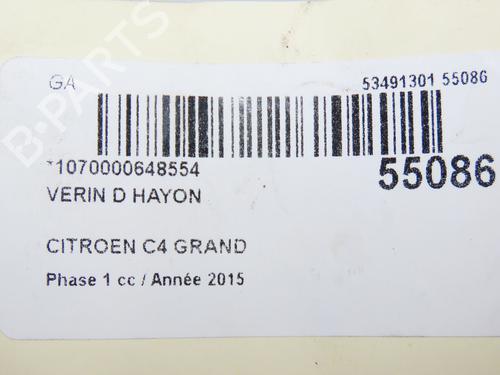 GA 53491301 55086
*1070000648554 55086
VERIN D HAYON
CITROEN C4 GRAND
Phase 1 cc / Année 2015
B-PARTS